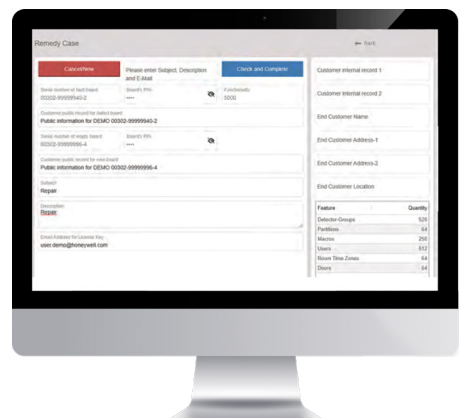 Remedy Case
Back
Cancel/New
Please enter Subject, Description and E-Mail
Check and Complete
Serial number of faulty board
00302-99999940-2
Board's PIN
····
Functionality
5000
Customer public record for faulty board
Public information for DEMO 00302-99999940-2
Serial number of empty board
00302-99999996-4
Board's PIN
····
Customer public record for new board
Public information for DEMO 00302-99999996-4
Subject
Repair
Description
Repair
Email Address for License Key
user.demo@honeywell.com
Customer internal record 1
Customer internal record 2
End Customer Name
End Customer Address-1
End Customer Address-2
End Customer Location
Feature Quantity
Detector-Groups 528
Partitions 64
Macros 250
Users 512
Room Time Zones 64
Doors 64